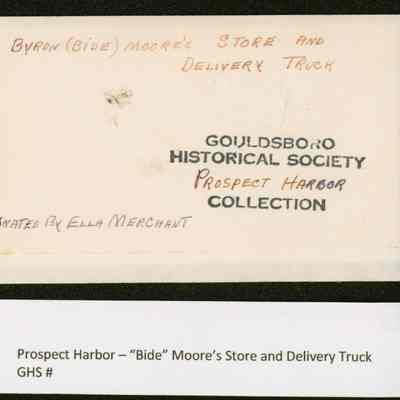 BYRON (BIDE) MOORE'S STORE AND
DELIVERY TRUCK
GOULDSBORO
HISTORICAL SOCIETY
PROSPECT HARBOR
COLLECTION
NATED BY ELLA MERCHANT
Prospect Harbor – "Bide" Moore's Store and Delivery Truck
GHS #